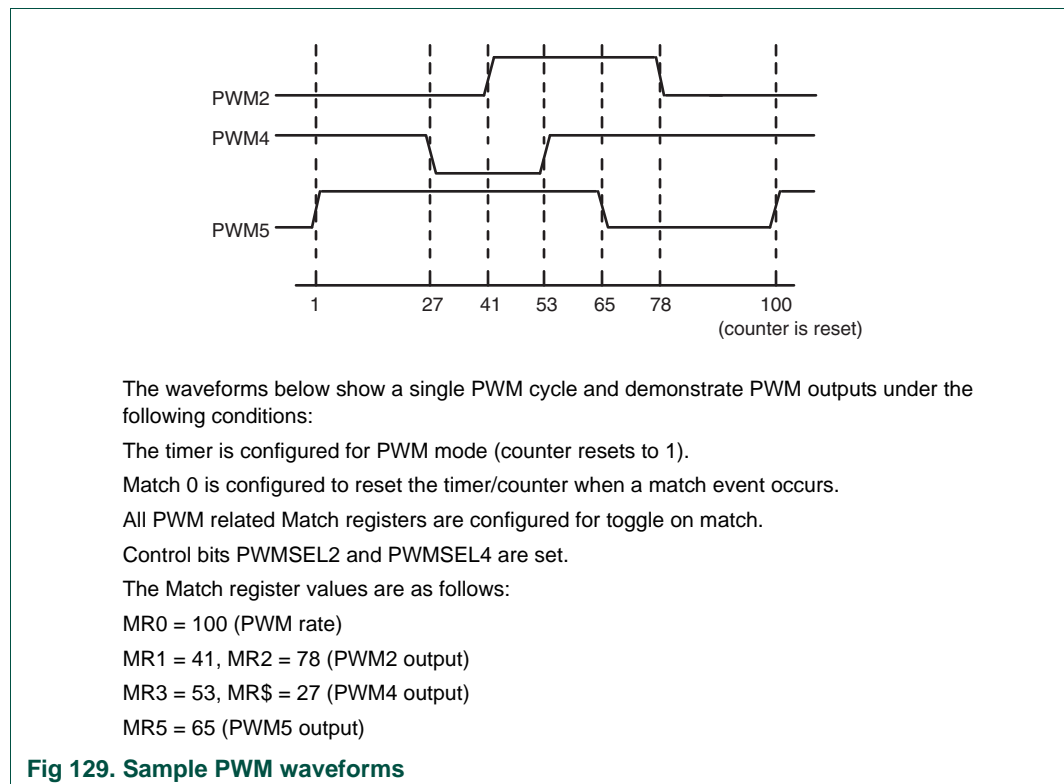 PWM2
PWM4
PWM5
1 27 41 53 65 78 100
(counter is reset)
The waveforms below show a single PWM cycle and demonstrate PWM outputs under the
following conditions:
The timer is configured for PWM mode (counter resets to 1).
Match 0 is configured to reset the timer/counter when a match event occurs.
All PWM related Match registers are configured for toggle on match.
Control bits PWMSEL2 and PWMSEL4 are set.
The Match register values are as follows:
MR0 = 100 (PWM rate)
MR1 = 41, MR2 = 78 (PWM2 output)
MR3 = 53, MR$ = 27 (PWM4 output)
MR5 = 65 (PWM5 output)
Fig 129. Sample PWM waveforms